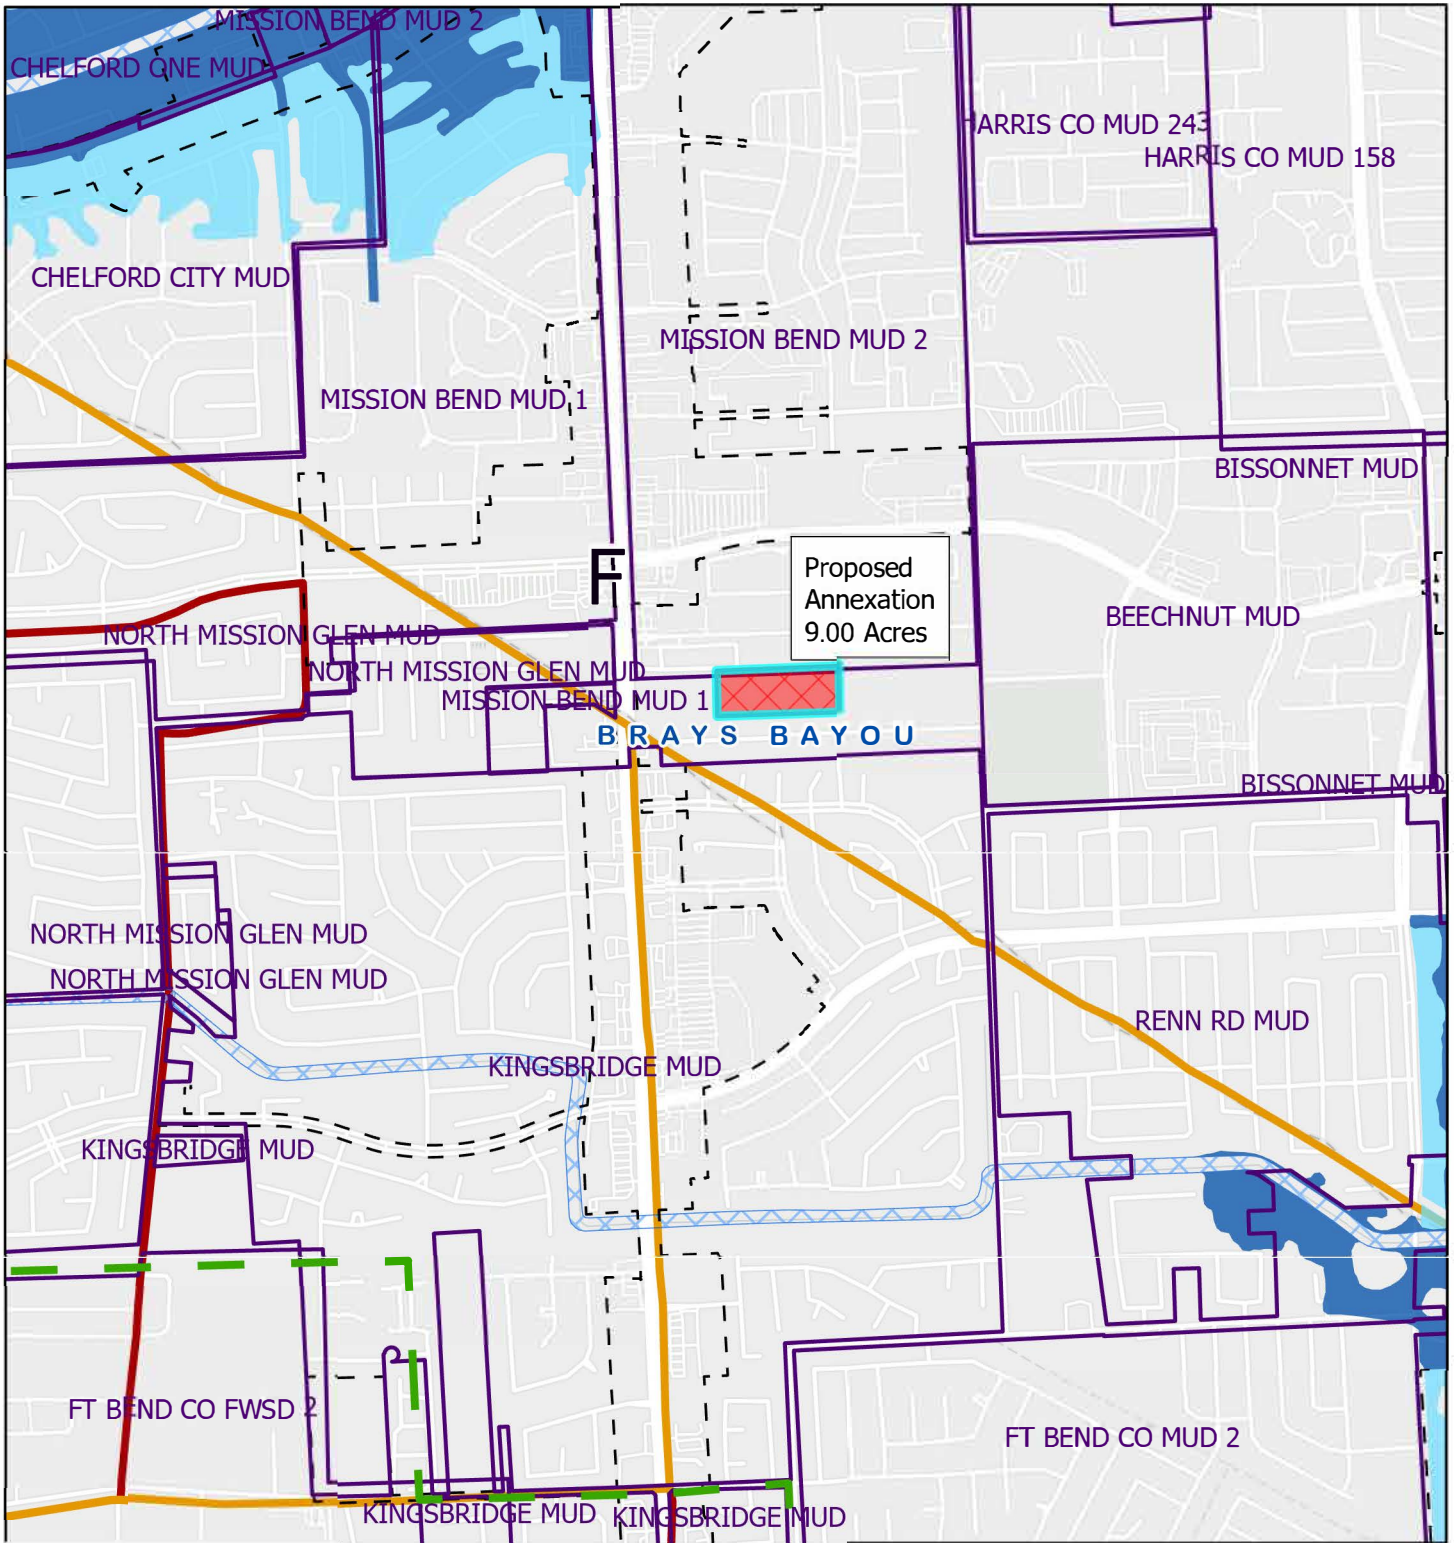 MISSION BEND MUD 2
CHELFORD ONE MUD
HARRIS CO MUD 243
HARRIS CO MUD 158
CHELFORD CITY MUD
MISSION BEND MUD 2
MISSION BEND MUD 1
BISSONNET MUD
F
Proposed
Annexation
9.00 Acres
BEECHNUT MUD
NORTH MISSION GLEN MUD
NORTH MISSION GLEN MUD
MISSION BEND MUD 1
BRAYS BAYOU
BISSONNET MUD
NORTH MISSION GLEN MUD
NORTH MISSION GLEN MUD
RENN RD MUD
KINGSBRIDGE MUD
KINGSBRIDGE MUD
FT BEND CO FWSD 2
FT BEND CO MUD 2
KINGSBRIDGE MUD
KINGSBRIDGE MUD